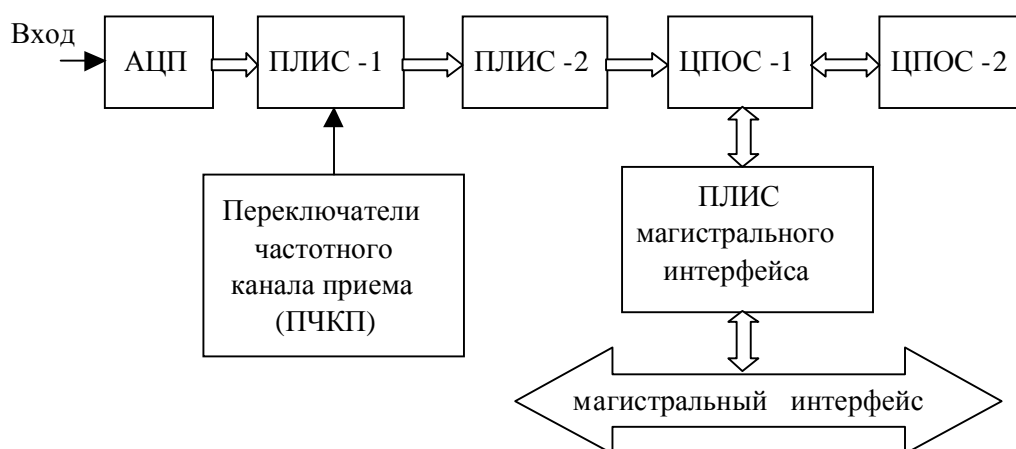 Вход
АЦП
ПЛИС -1
ПЛИС -2
ЦПОС -1
ЦПОС -2
Переключатели
частотного
канала приема
(ПЧКП)
ПЛИС
магистрального
интерфейса
магистральный интерфейс